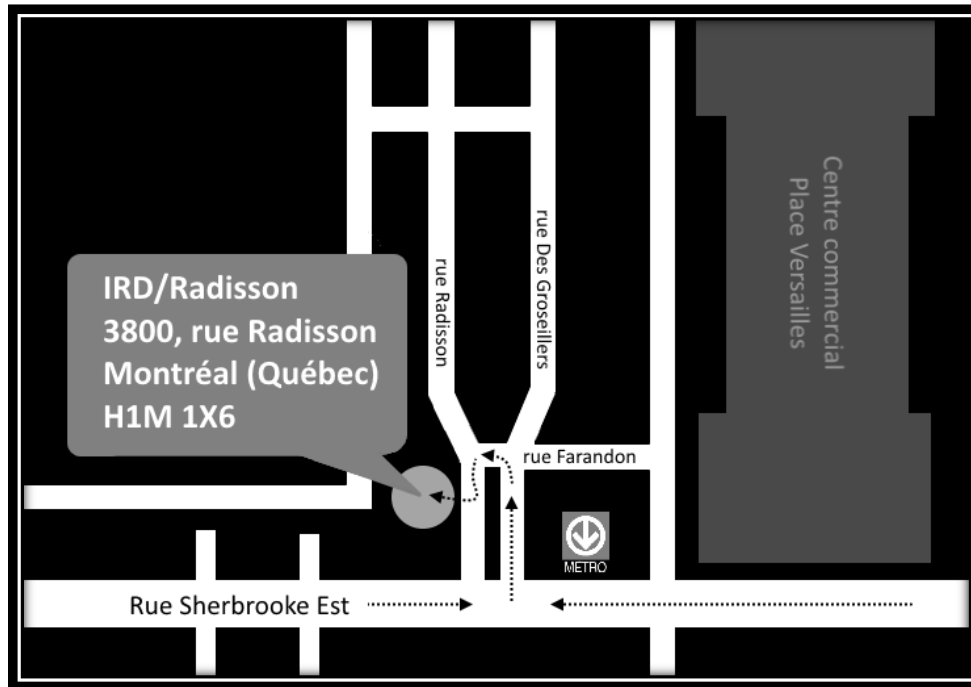 Centre commercial
Place Versailles
rue Radisson
rue Des Groseillers
IRD/Radisson
3800, rue Radisson
Montréal (Québec)
H1M 1X6
rue Farandon
METRO
Rue Sherbrooke Est